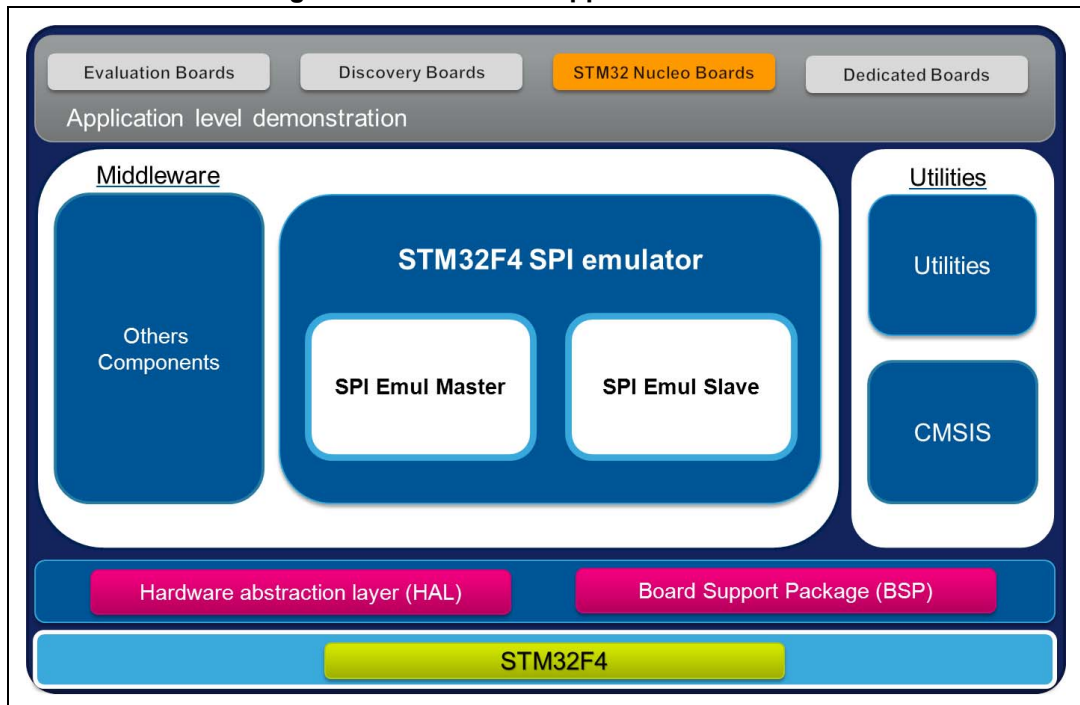 Evaluation Boards
Discovery Boards
STM32 Nucleo Boards
Dedicated Boards
Application level demonstration
Middleware
Utilities
Others
Components
STM32F4 SPI emulator
SPI Emul Master
SPI Emul Slave
Utilities
CMSIS
Hardware abstraction layer (HAL)
Board Support Package (BSP)
STM32F4